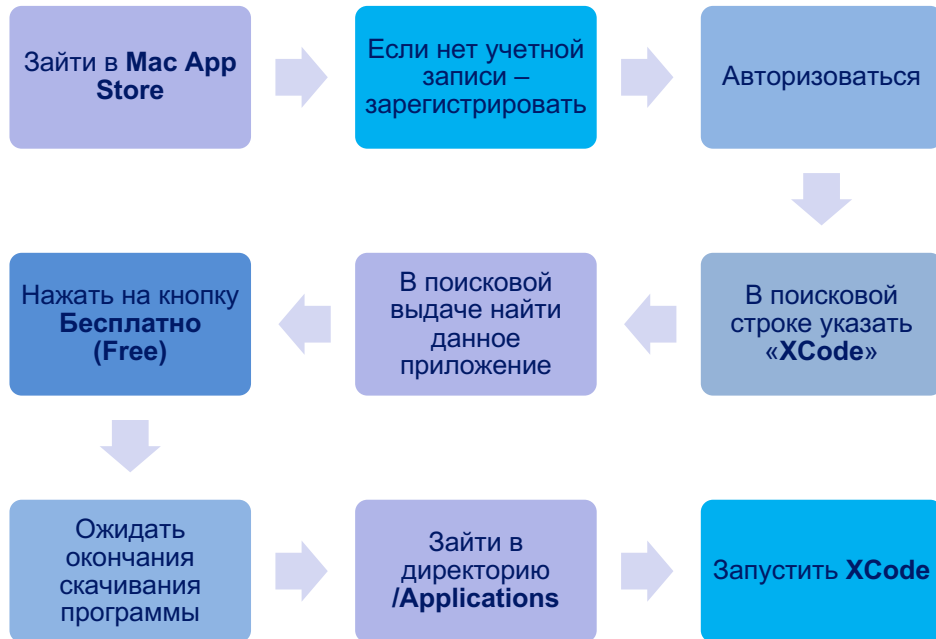 Зайти в Mac App
Store
Если нет учетной
записи –
зарегистрировать
Авторизоваться
В поисковой
строке указать
«XCode»
В поисковой
выдаче найти
данное
приложение
Нажать на кнопку
Бесплатно
(Free)
Ожидать
окончания
скачивания
программы
Зайти в
директорию
/Applications
Запустить XCode